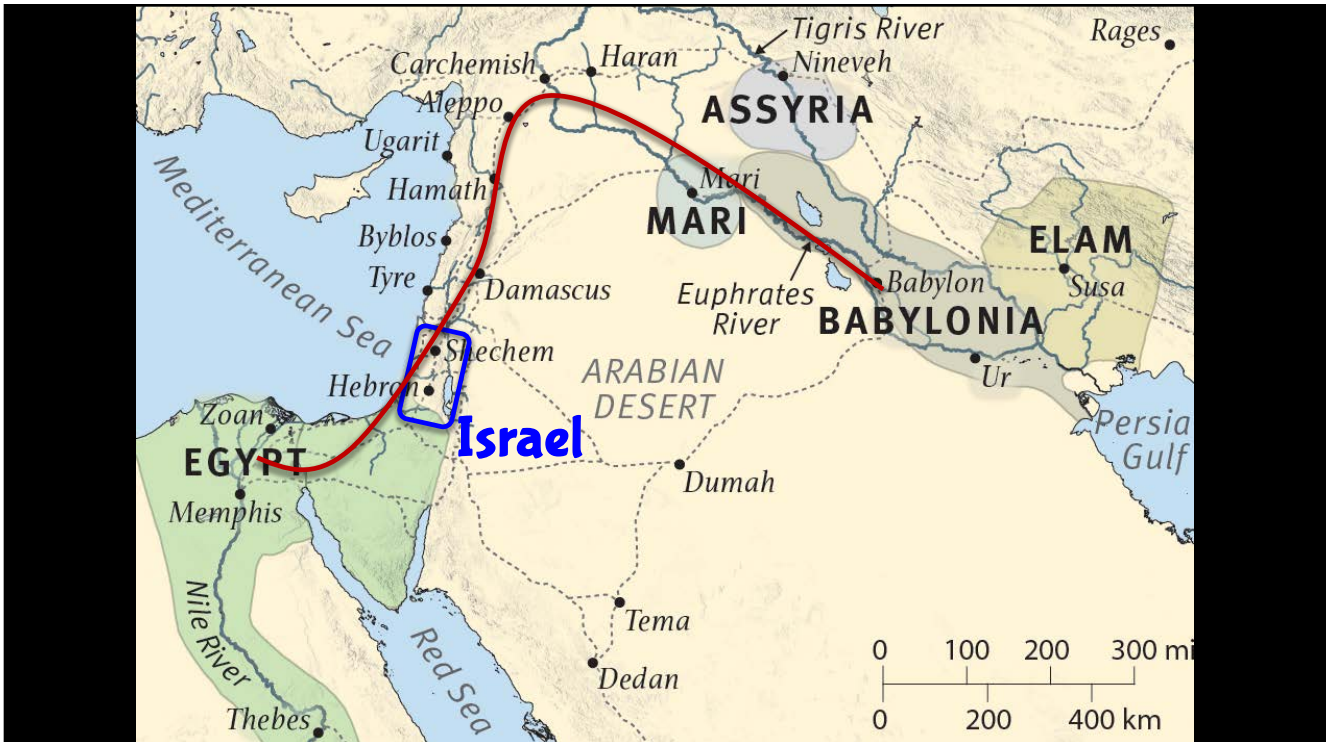 Tigris River
Rages
Haran
Carchemish
Nineveh
Aleppo
ASSYRIA
Ugarit
Mediterranean Sea
Hamath
Mari
MARI
Byblos
ELAM
Tyre
Damascus
Babylon
Susa
Euphrates
River
BABYLONIA
Shechem
ARABIAN
DESERT
Hebron
Ur
Zoan
Israel
Persia
Gulf
EGYPT
Dumah
Memphis
Nile River
Tema
Red Sea
Dedan
Thebes
0 100 200 300 mi
0 200 400 km